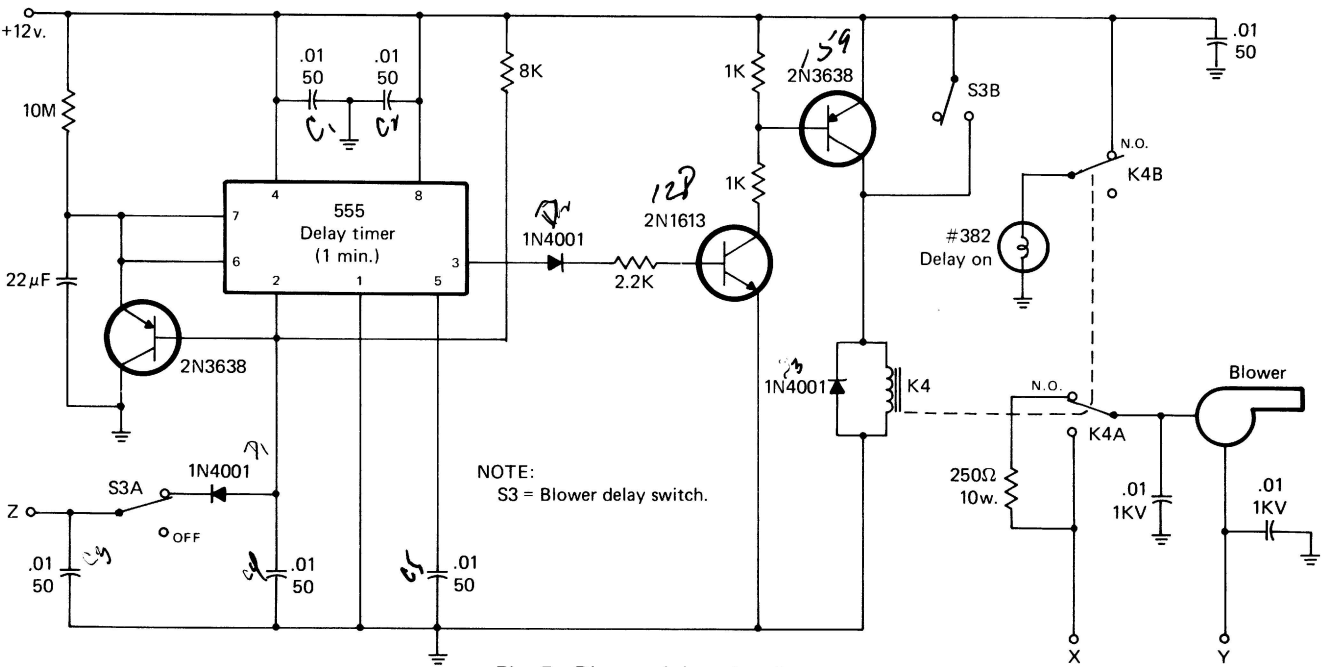 +12v.
.01
50
.01
50
8K
1K
159
2N3638
S3B
.01
50
10M
C1
N.O.
K4B
4
8
7
555
Delay timer
(1 min.)
1K
128
2N1613
#382
Delay on
1N4001
6
3
2.2K
22μF
2
1
5
2N3638
1N4001
K4
Blower
N.O.
K4A
1N4001
NOTE:
S3 = Blower delay switch.
S3A
Z
OFF
250Ω
10w.
.01
1KV
.01
1KV
.01
50
.01
50
.01
50
X
Y